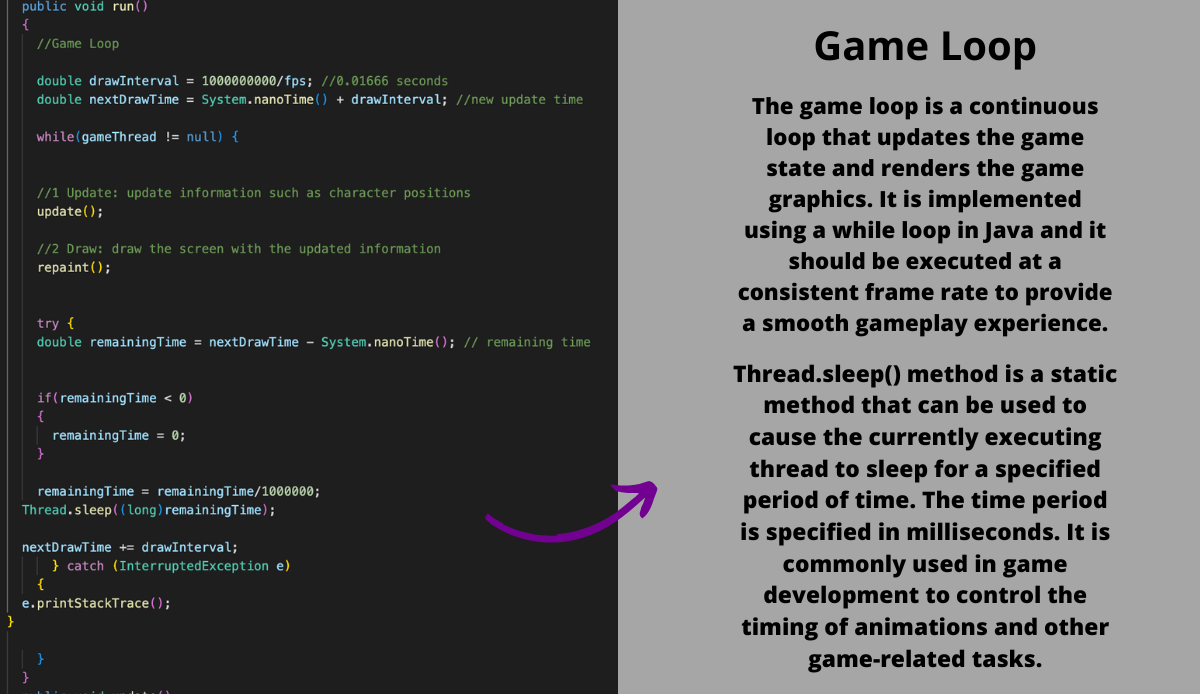 public void run()
{
//Game Loop
double drawInterval = 1000000000/fps; //0.01666 seconds
double nextDrawTime = System.nanoTime() + drawInterval; //new update time
while(gameThread != null) {
//1 Update: update information such as character positions
update();
//2 Draw: draw the screen with the updated information
repaint();
try {
double remainingTime = nextDrawTime - System.nanoTime(); // remaining time
if(remainingTime < 0)
{
remainingTime = 0;
}
remainingTime = remainingTime/1000000;
Thread.sleep((long)remainingTime);
nextDrawTime += drawInterval;
} catch (InterruptedException e)
{
e.printStackTrace();
}
}
}
Game Loop
The game loop is a continuous
loop that updates the game
state and renders the game
graphics. It is implemented
using a while loop in Java and it
should be executed at a
consistent frame rate to provide
a smooth gameplay experience.
Thread.sleep() method is a static
method that can be used to
cause the currently executing
thread to sleep for a specified
period of time. The time period
is specified in milliseconds. It is
commonly used in game
development to control the
timing of animations and other
game-related tasks.